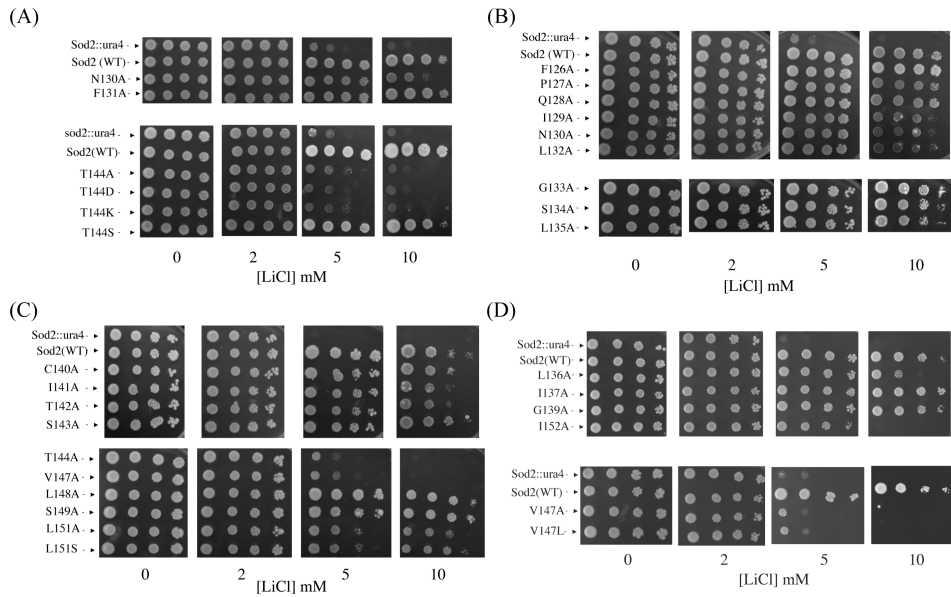 (A)
Sod2::ura4
Sod2 (WT)
N130A
F131A
sod2::ura4
Sod2(WT)
T144A
T144D
T144K
T144S
0 2 5 10
[LiCl] mM
(B)
Sod2::ura4
Sod2 (WT)
F126A
P127A
Q128A
I129A
N130A
L132A
G133A
S134A
L135A
0 2 5 10
[LiCl] mM
(C)
Sod2::ura4
Sod2(WT)
C140A
I141A
T142A
S143A
T144A
V147A
L148A
S149A
L151A
L151S
0 2 5 10
[LiCl] mM
(D)
Sod2::ura4
Sod2(WT)
L136A
I137A
G139A
I152A
Sod2::ura4
Sod2(WT)
V147A
V147L
0 2 5 10
[LiCl] mM